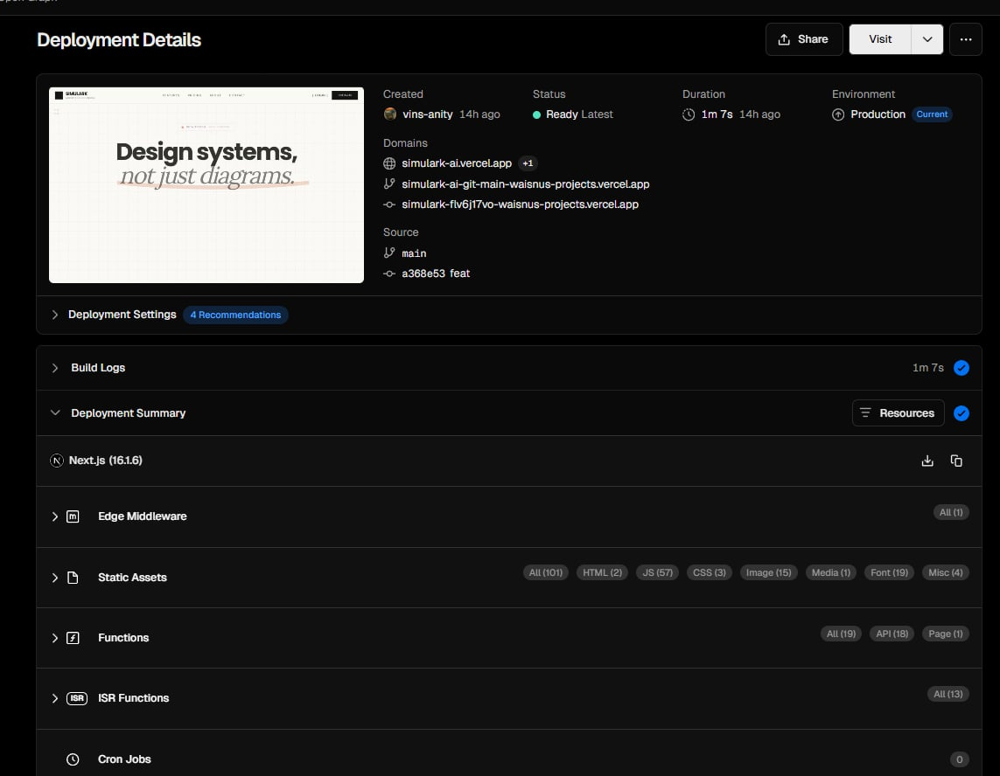 Deployment Details
Share
Visit
SIMULARK
Design systems,
not just diagrams.
Created
vins-anity 14h ago
Status
Ready Latest
Duration
1m 7s 14h ago
Environment
Production Current
Domains
simulark-ai.vercel.app +1
simulark-ai-git-main-waisnus-projects.vercel.app
simulark-flv6j17vo-waisnus-projects.vercel.app
Source
main
a368e53 feat
Deployment Settings 4 Recommendations
Build Logs 1m 7s
Deployment Summary Resources
N Next.js (16.1.6)
m Edge Middleware All (1)
Static Assets All (101) HTML (2) JS (57) CSS (3) Image (15) Media (1) Font (19) Misc (4)
Functions All (19) API (18) Page (1)
ISR ISR Functions All (13)
Cron Jobs 0